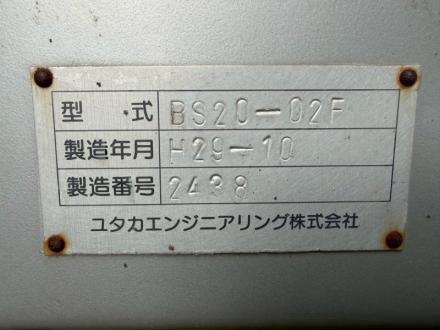 型 式 BS20-02F
製造年月 H29-10
製造番号 2438
ユタカエンジニアリング株式会社